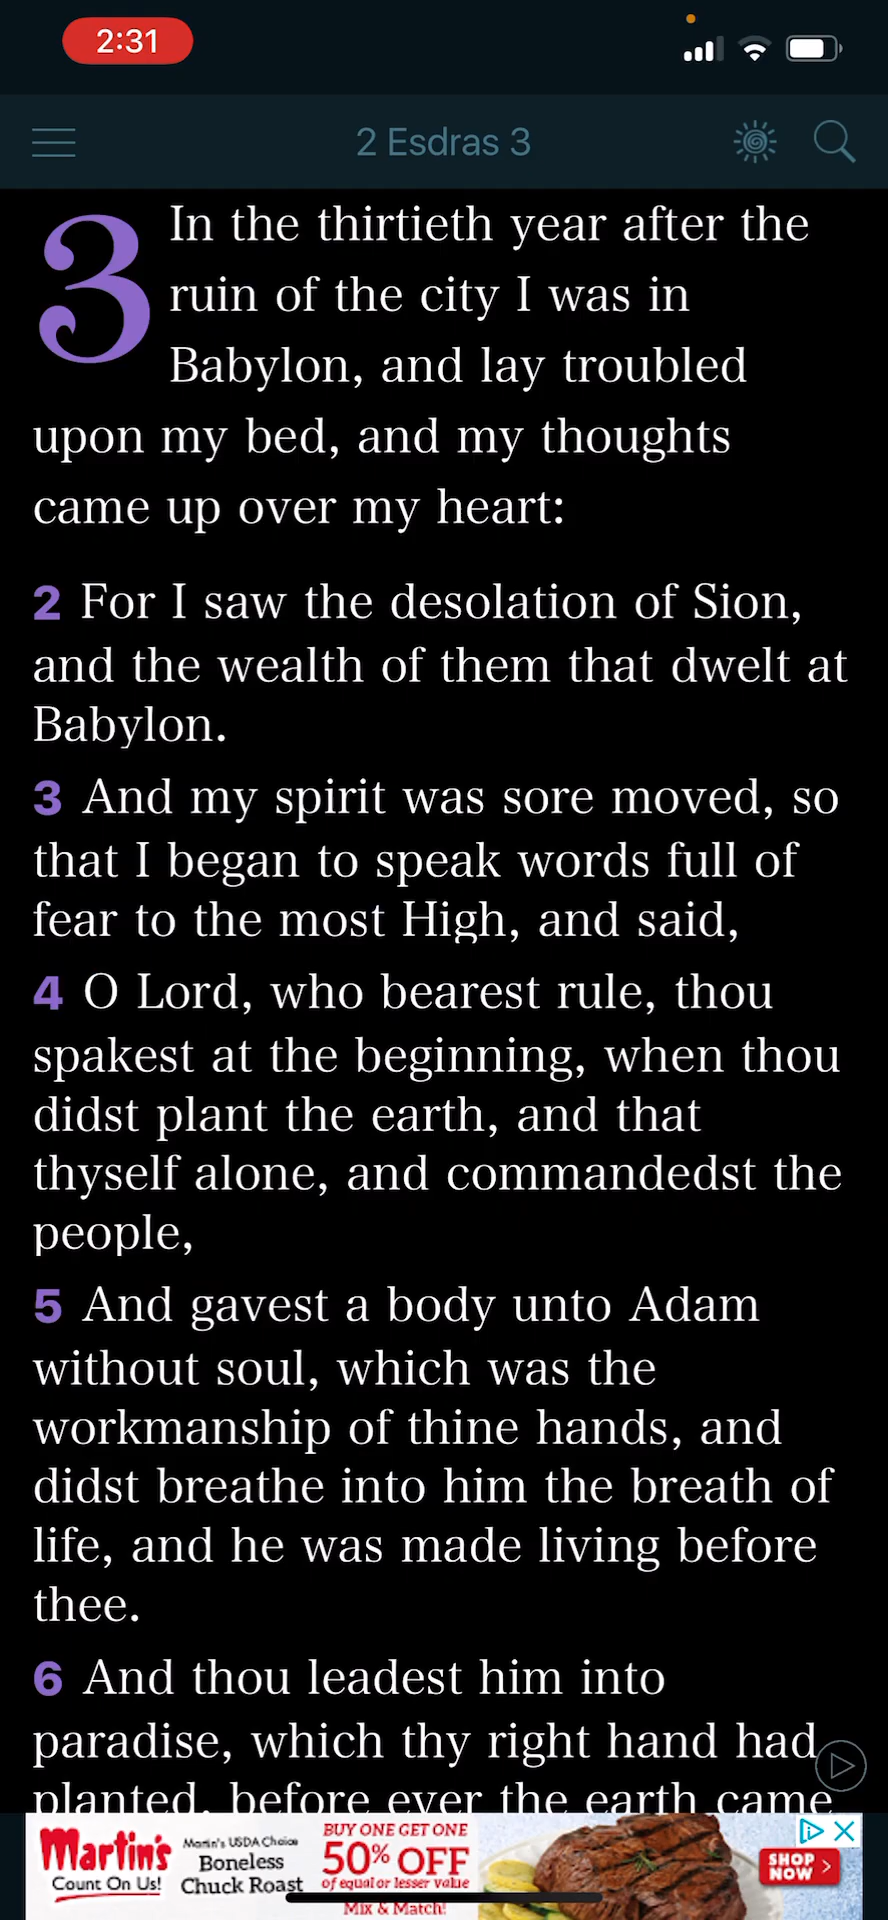 2:31
2 Esdras 3
3 In the thirtieth year after the
ruin of the city I was in
Babylon, and lay troubled
upon my bed, and my thoughts
came up over my heart:
2 For I saw the desolation of Sion,
and the wealth of them that dwelt at
Babylon.
3 And my spirit was sore moved, so
that I began to speak words full of
fear to the most High, and said,
4 O Lord, who bearest rule, thou
spakest at the beginning, when thou
didst plant the earth, and that
thyself alone, and commandedst the
people,
5 And gavest a body unto Adam
without soul, which was the
workmanship of thine hands, and
didst breathe into him the breath of
life, and he was made living before
thee.
6 And thou leadest him into
paradise, which thy right hand had
planted, before ever the earth came
Martin's
Count On Us!
Martin's USDA Choice
Boneless
Chuck Roast
BUY ONE GET ONE
50% OFF
of equal or lesser value
Mix & Match!
SHOP
NOW >